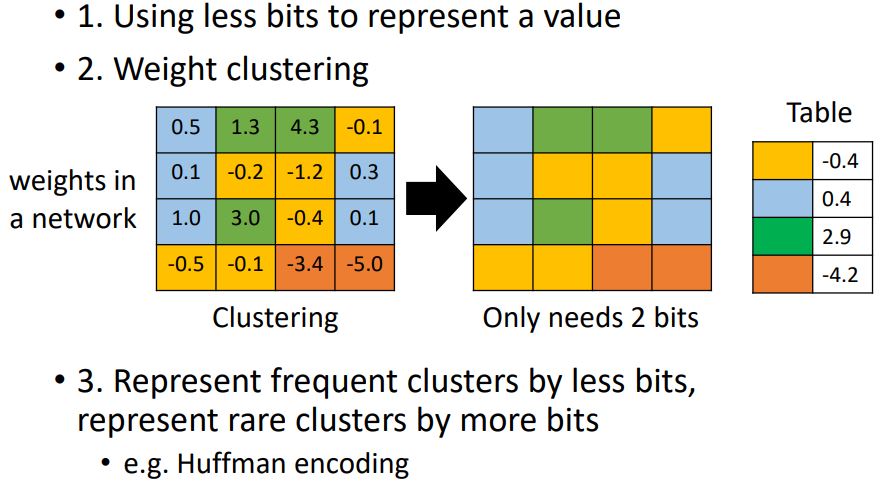 • 1. Using less bits to represent a value
• 2. Weight clustering
Table
0.5 1.3 4.3 -0.1
0.1 -0.2 -1.2 0.3
1.0 3.0 -0.4 0.1
-0.5 -0.1 -3.4 -5.0
weights in
a network
-0.4
0.4
2.9
-4.2
Clustering
Only needs 2 bits
• 3. Represent frequent clusters by less bits,
represent rare clusters by more bits
• e.g. Huffman encoding